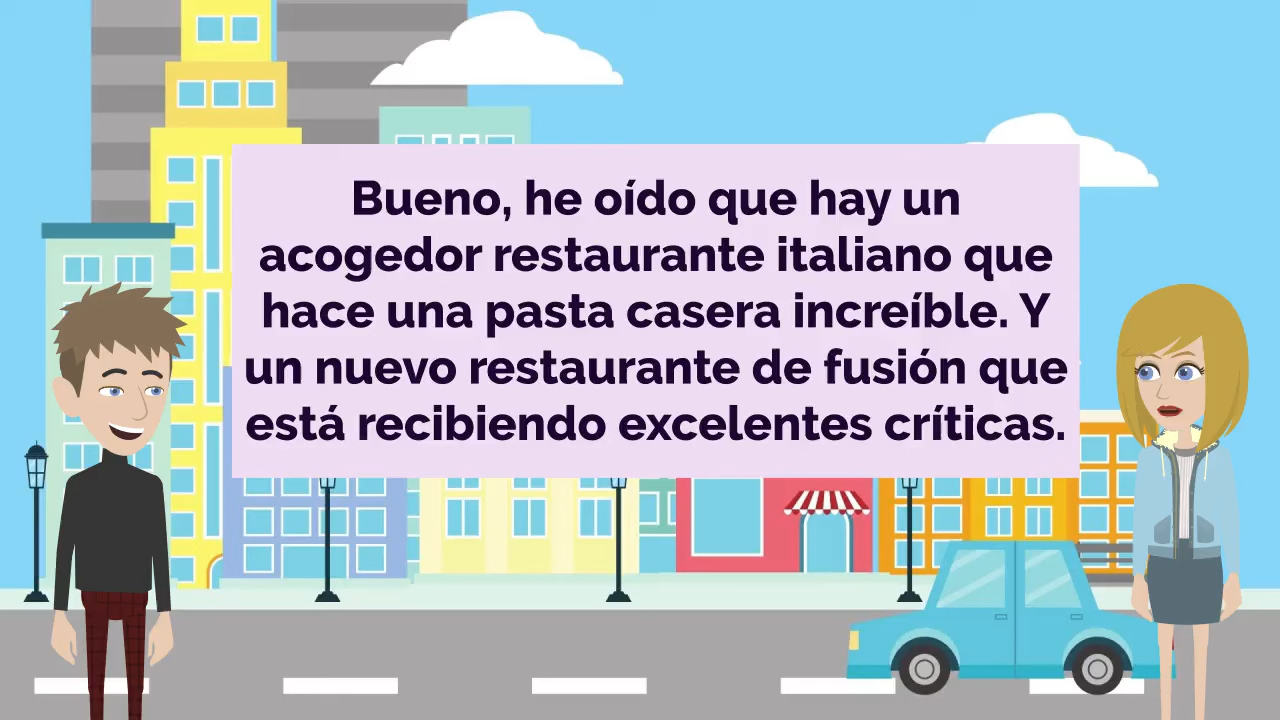 Bueno, he oído que hay un
acogedor restaurante italiano que
hace una pasta casera increíble. Y
un nuevo restaurante de fusión que
está recibiendo excelentes críticas.